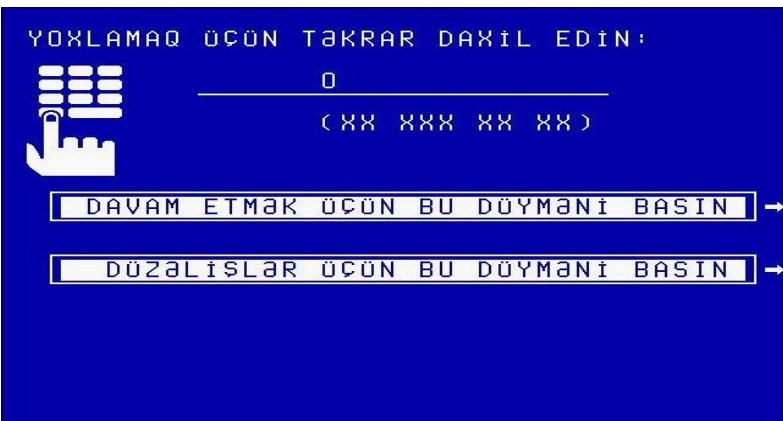 YOXLAMAQ ÜÇÜN TƏKRAR DAXİL EDİN:
0
(XX XXX XX XX)
DAVAM ETMƏK ÜÇÜN BU DÜYMƏNİ BASIN
DÜZƏLİŞLƏR ÜÇÜN BU DÜYMƏNİ BASIN